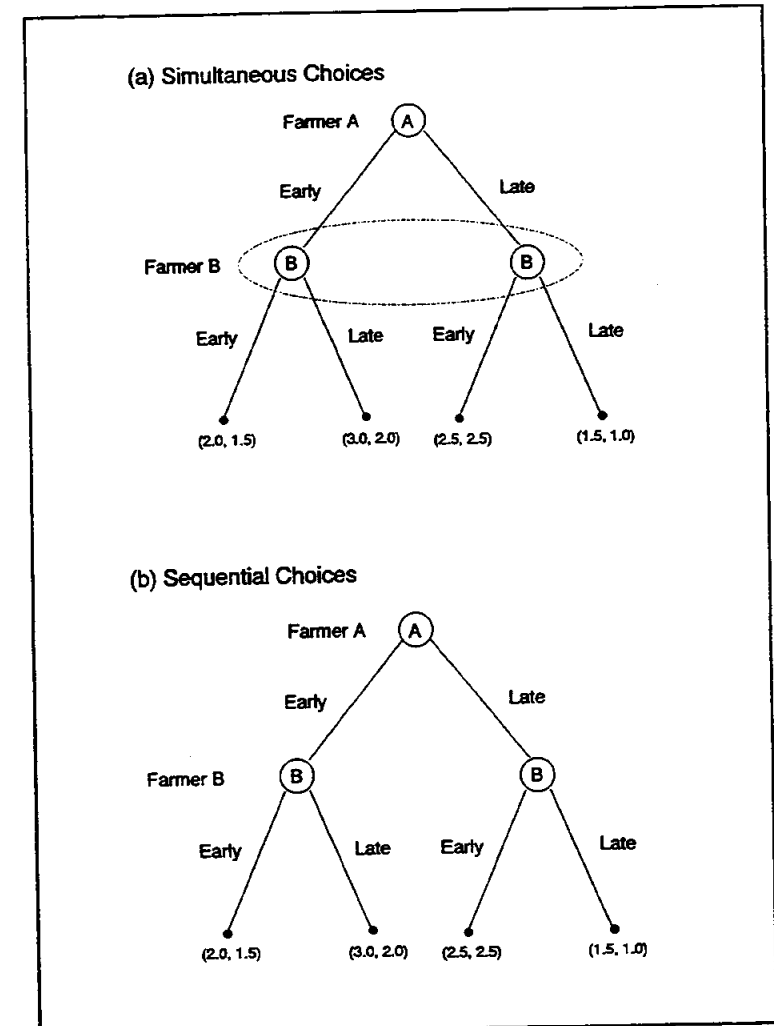 (a) Simultaneous Choices
Farmer A A
Early Late
Farmer B B B
Early Late Early Late
(2.0, 1.5) (3.0, 2.0) (2.5, 2.5) (1.5, 1.0)
(b) Sequential Choices
Farmer A A
Early Late
Farmer B B B
Early Late Early Late
(2.0, 1.5) (3.0, 2.0) (2.5, 2.5) (1.5, 1.0)